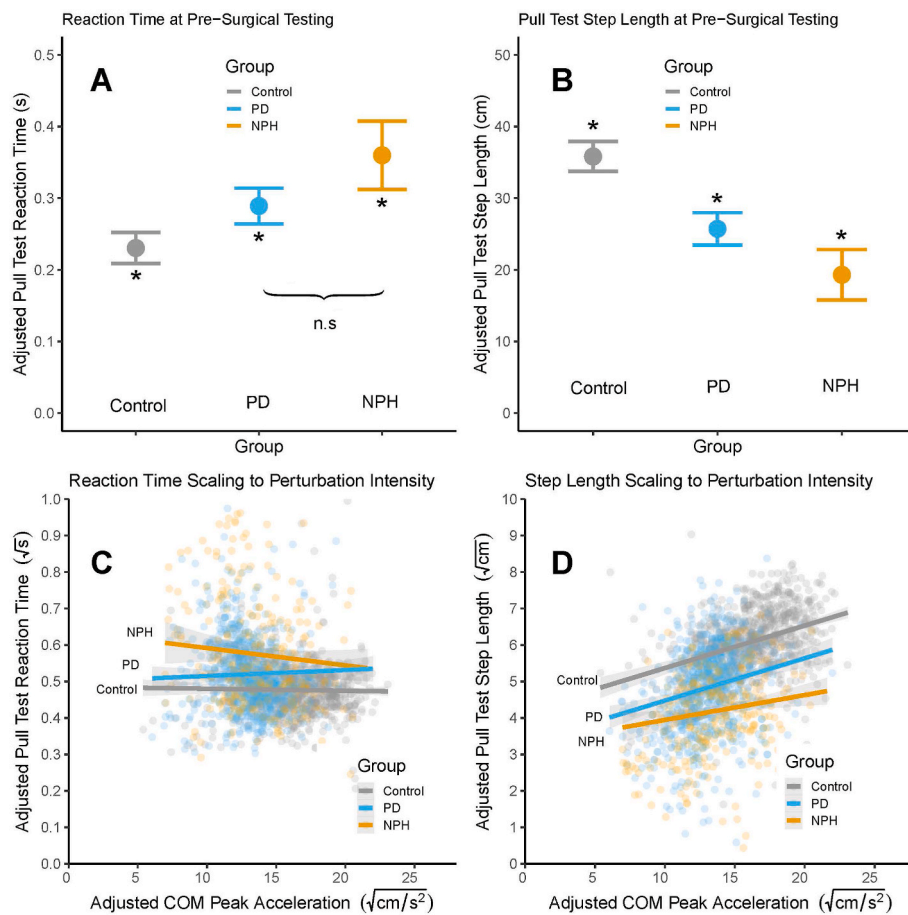 Reaction Time at Pre-Surgical Testing
A
Group
Control
PD
NPH
0.5
0.4
0.3
0.2
0.1
0.0
Adjusted Pull Test Reaction Time (s)
*
*
*
n.s
Control
PD
NPH
Group
Pull Test Step Length at Pre-Surgical Testing
B
Group
Control
PD
NPH
50
40
30
20
10
0
Adjusted Pull Test Step Length (cm)
*
*
*
Control
PD
NPH
Group
Reaction Time Scaling to Perturbation Intensity
C
1.0
0.9
0.8
0.7
0.6
0.5
0.4
0.3
0.2
0.1
0.0
Adjusted Pull Test Reaction Time (√s)
NPH
PD
Control
Group
Control
PD
NPH
0 5 10 15 20 25
Adjusted COM Peak Acceleration (√cm/s²)
Step Length Scaling to Perturbation Intensity
D
10
9
8
7
6
5
4
3
2
1
0
Adjusted Pull Test Step Length (√cm)
Control
PD
NPH
Group
Control
PD
NPH
0 5 10 15 20 25
Adjusted COM Peak Acceleration (√cm/s²)